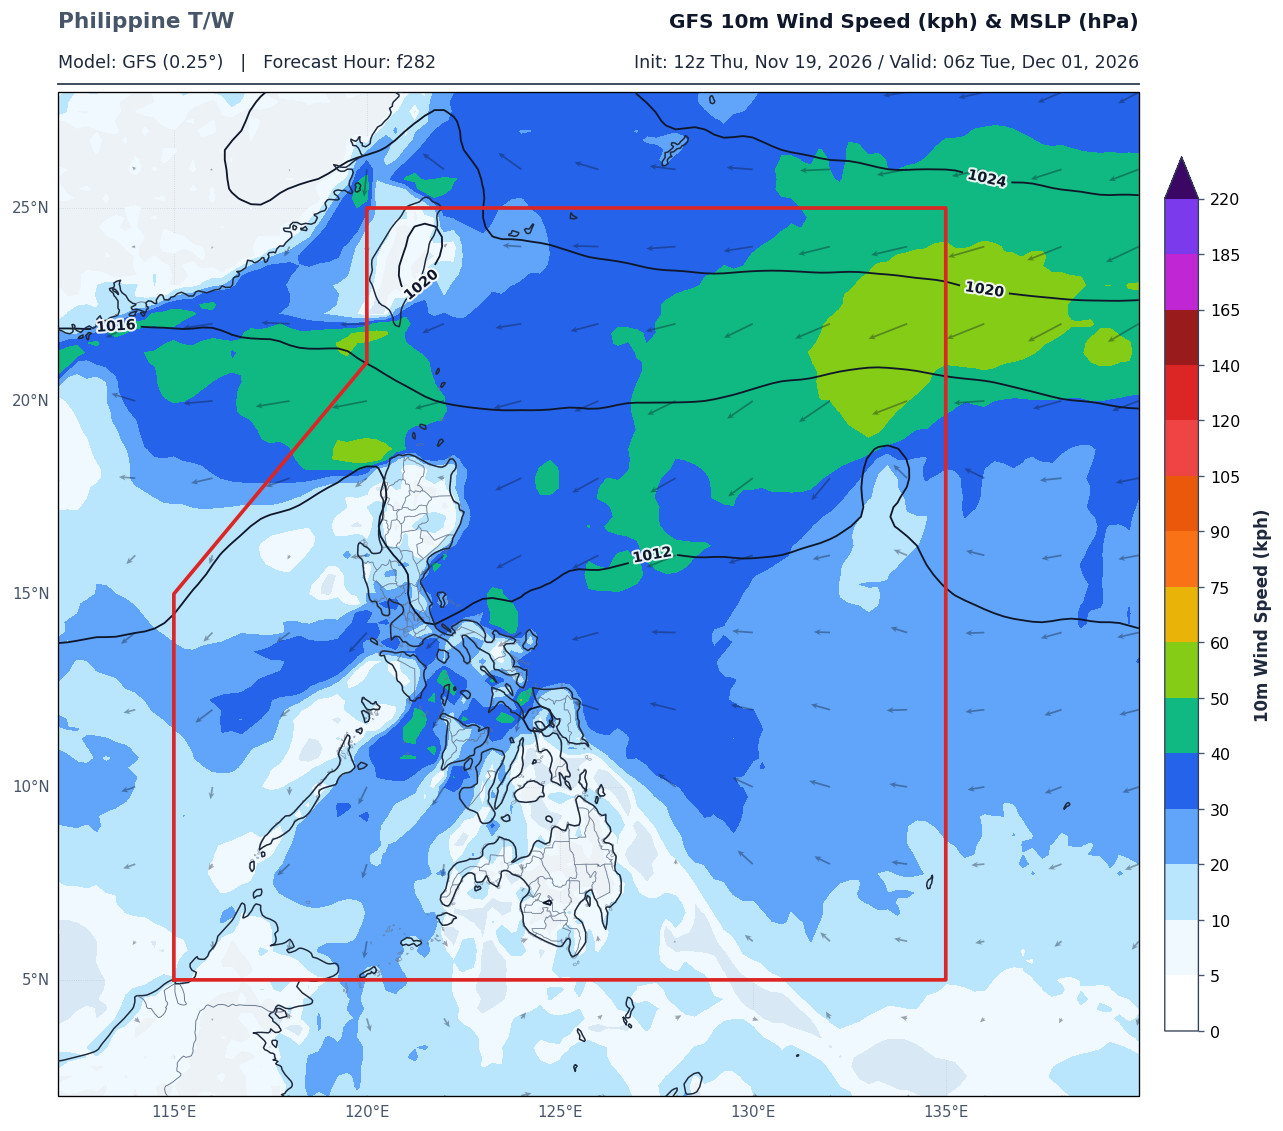 Philippine T/W
GFS 10m Wind Speed (kph) & MSLP (hPa)
Model: GFS (0.25°)   |   Forecast Hour: f282
Init: 12z Thu, Nov 19, 2026 / Valid: 06z Tue, Dec 01, 2026
1024
1020
1020
1016
1012
25°N
20°N
15°N
10°N
5°N
115°E
120°E
125°E
130°E
135°E
220
185
165
140
120
105
90
75
60
50
40
30
20
10
5
0
10m Wind Speed (kph)